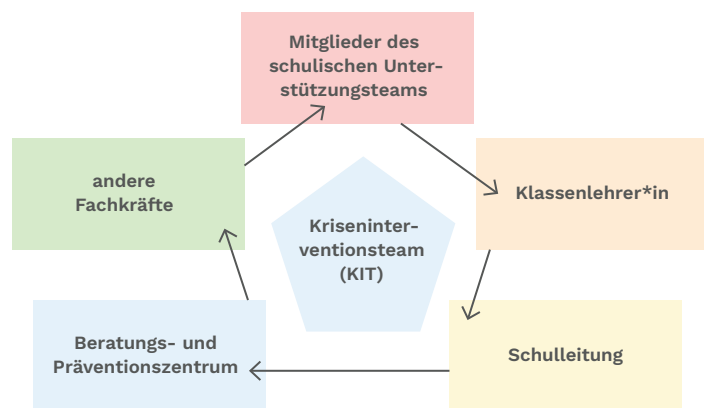 Mitglieder des
schulischen Unter-
stützungsteams
andere
Fachkräfte
Klassenlehrer*in
Kriseninter-
ventionsteam
(KIT)
Beratungs- und
Präventionszentrum
Schulleitung